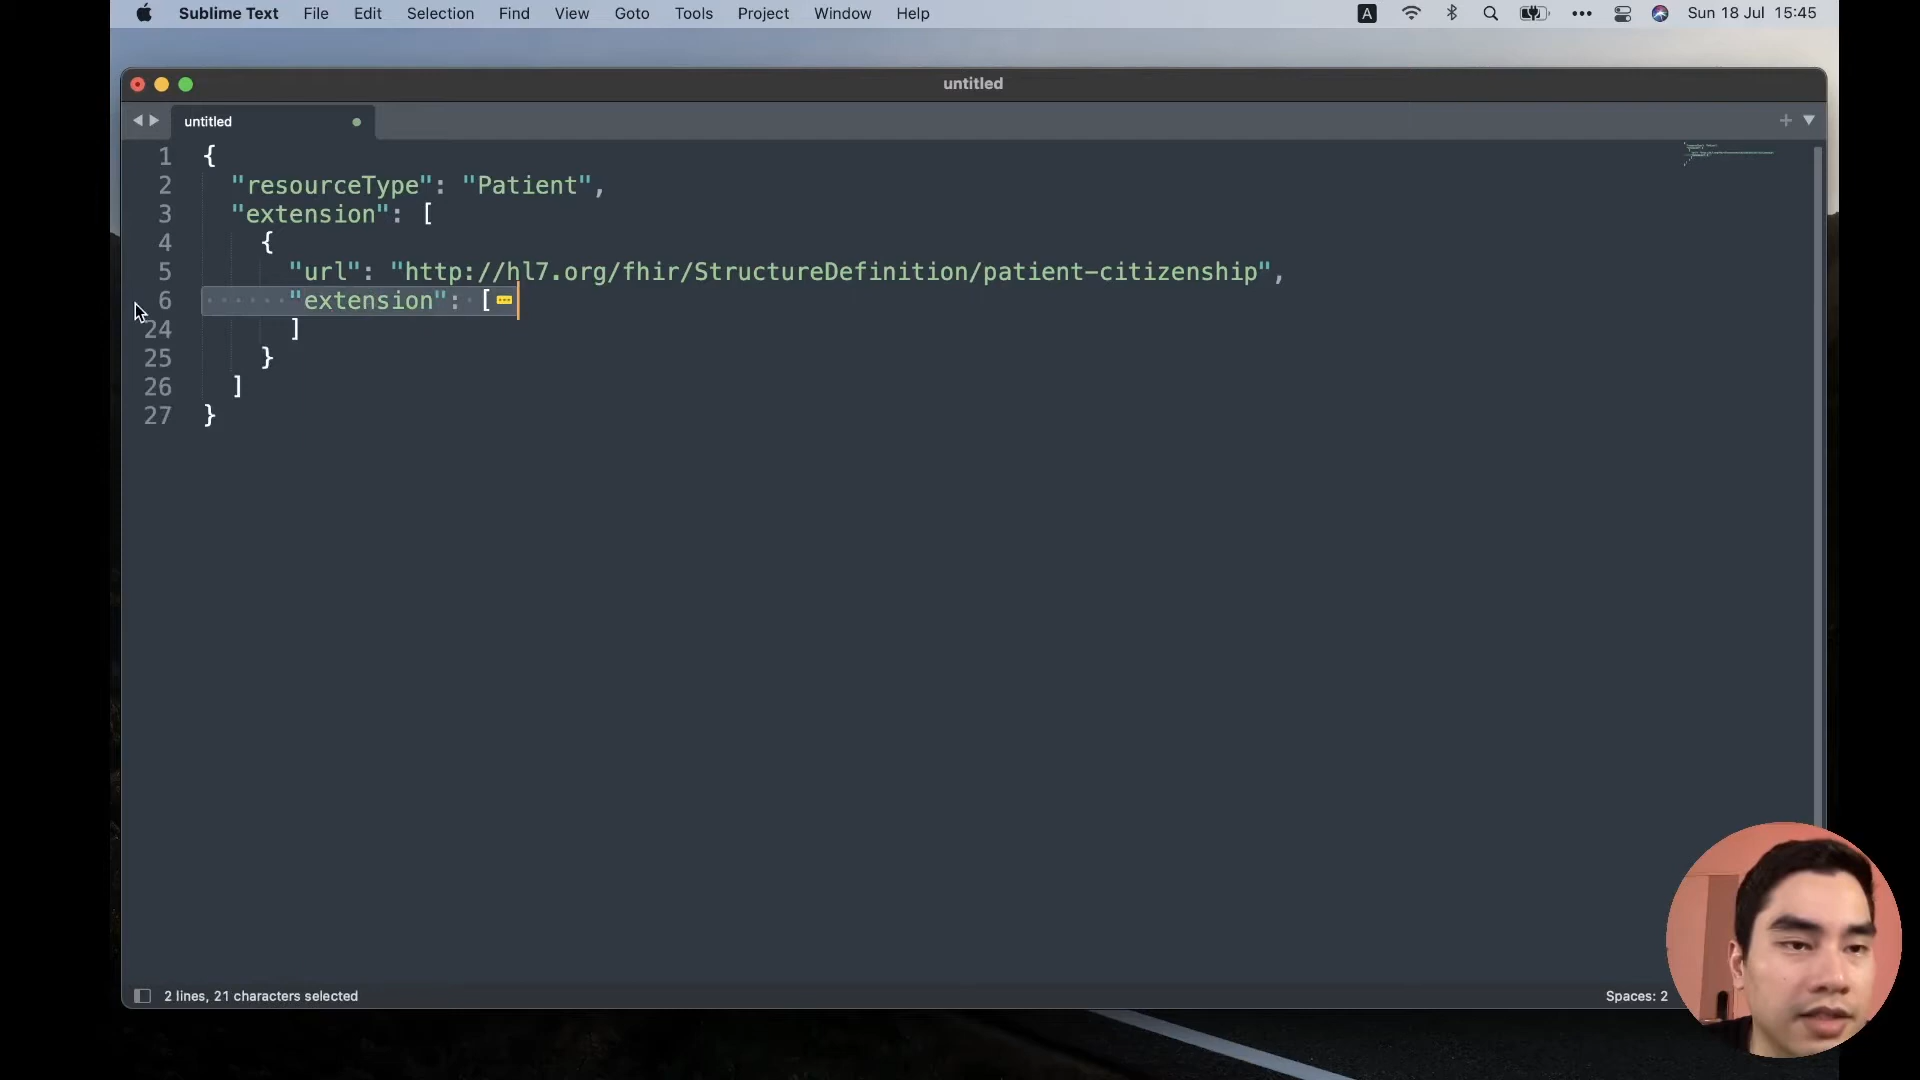 Sublime Text File Edit Selection Find View Goto Tools Project Window Help A Sun 18 Jul 15:45
untitled
untitled
1 {
2 "resourceType": "Patient",
3 "extension": [
4 {
5 "url": "http://hl7.org/fhir/StructureDefinition/patient-citizenship",
6 "extension": [
24 ]
25 }
26 ]
27 }
2 lines, 21 characters selected Spaces: 2